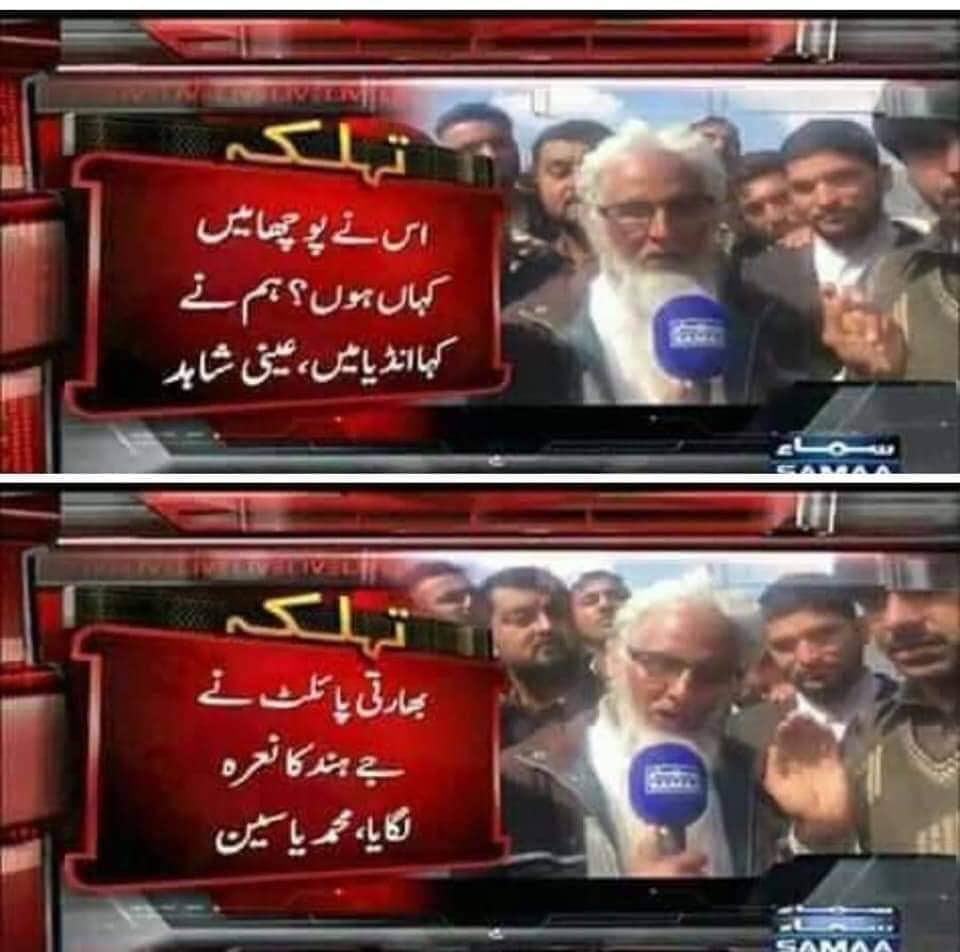 تہلکہ
اس نے پوچھا میں
کہاں ہوں؟ ہم نے
کہا انڈیا میں، عینی شاہد
SAMAA
سماء
SAMAA
تہلکہ
بھارتی پائلٹ نے
جے ہند کا نعرہ
لگایا، محمد یاسین
سماء
SAMAA